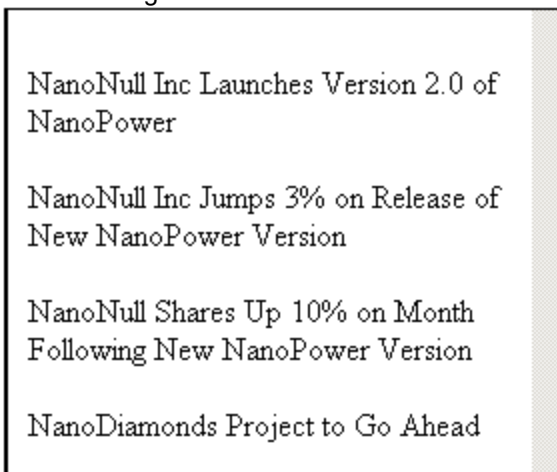 NanoNull Inc Launches Version 2.0 of
NanoPower
NanoNull Inc Jumps 3% on Release of
New NanoPower Version
NanoNull Shares Up 10% on Month
Following New NanoPower Version
NanoDiamonds Project to Go Ahead